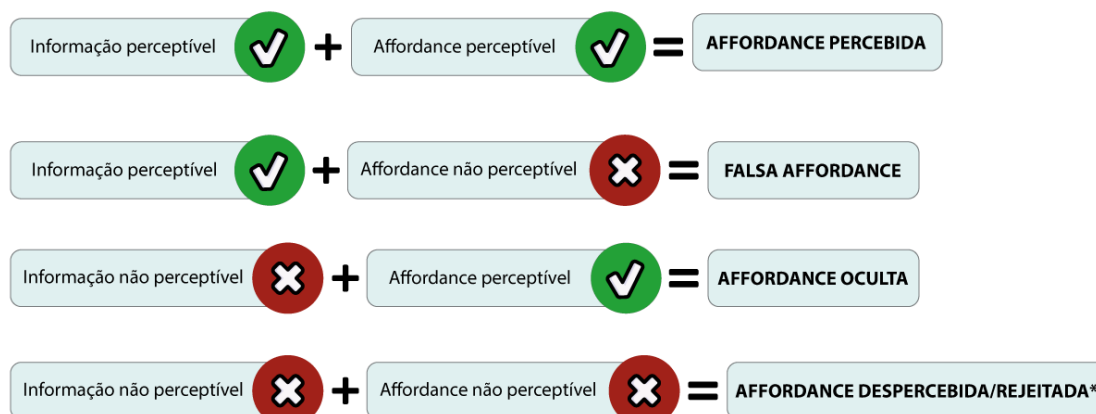 Informação perceptível + Affordance perceptível = AFFORDANCE PERCEBIDA
Informação perceptível + Affordance não perceptível = FALSA AFFORDANCE
Informação não perceptível + Affordance perceptível = AFFORDANCE OCULTA
Informação não perceptível + Affordance não perceptível = AFFORDANCE DESPERCEBIDA/REJEITADA*